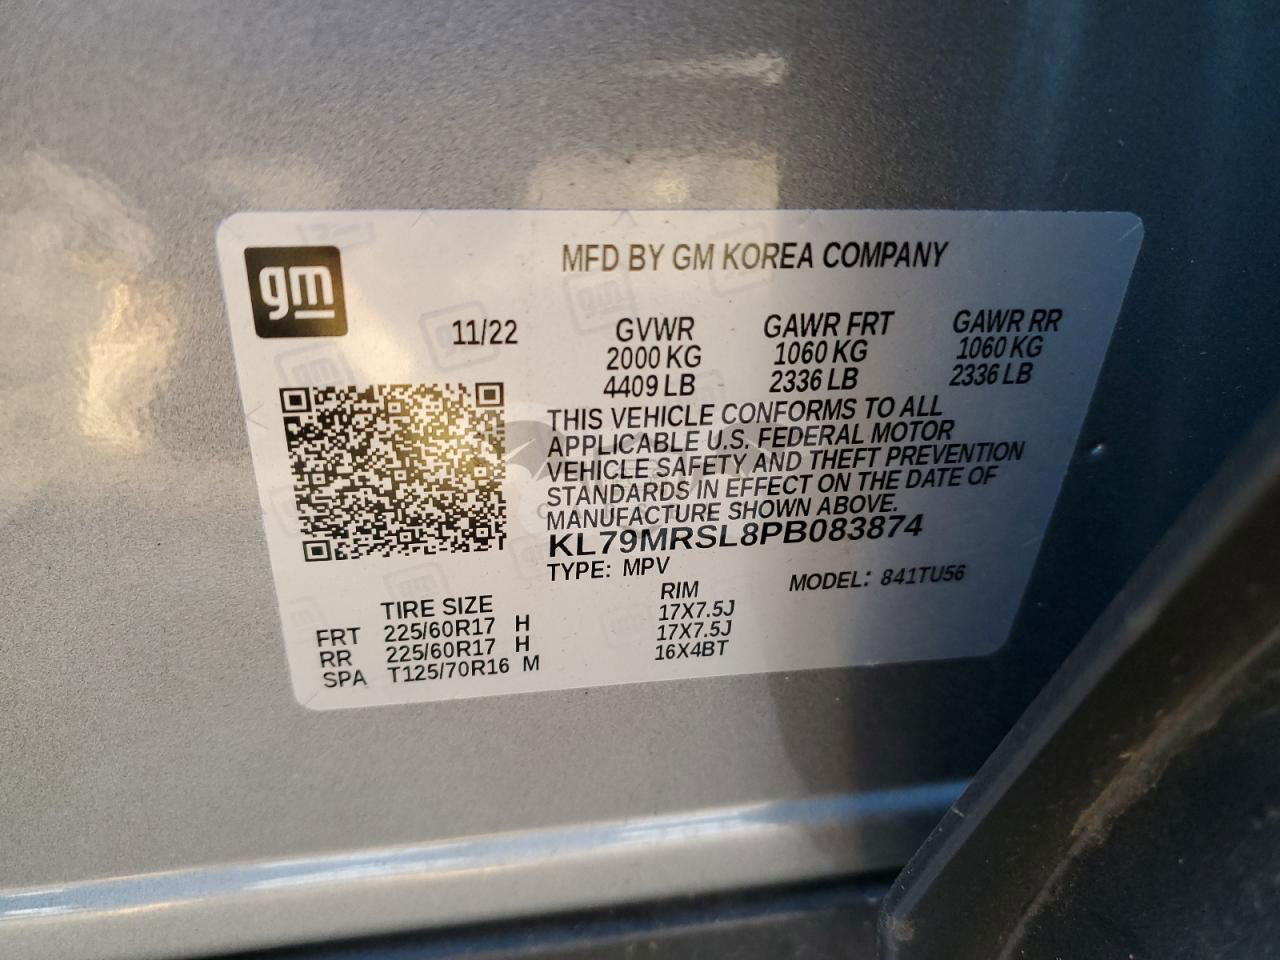 gm
MFD BY GM KOREA COMPANY
11/22
GVWR GAWR FRT GAWR RR
2000 KG 1060 KG 1060 KG
4409 LB 2336 LB 2336 LB
THIS VEHICLE CONFORMS TO ALL
APPLICABLE U.S. FEDERAL MOTOR
VEHICLE SAFETY AND THEFT PREVENTION
STANDARDS IN EFFECT ON THE DATE OF
MANUFACTURE SHOWN ABOVE.
KL79MRSL8PB083874
TYPE: MPV MODEL: 841TU56
TIRE SIZE RIM
FRT 225/60R17 H 17X7.5J
RR 225/60R17 H 17X7.5J
SPA T125/70R16 M 16X4BT